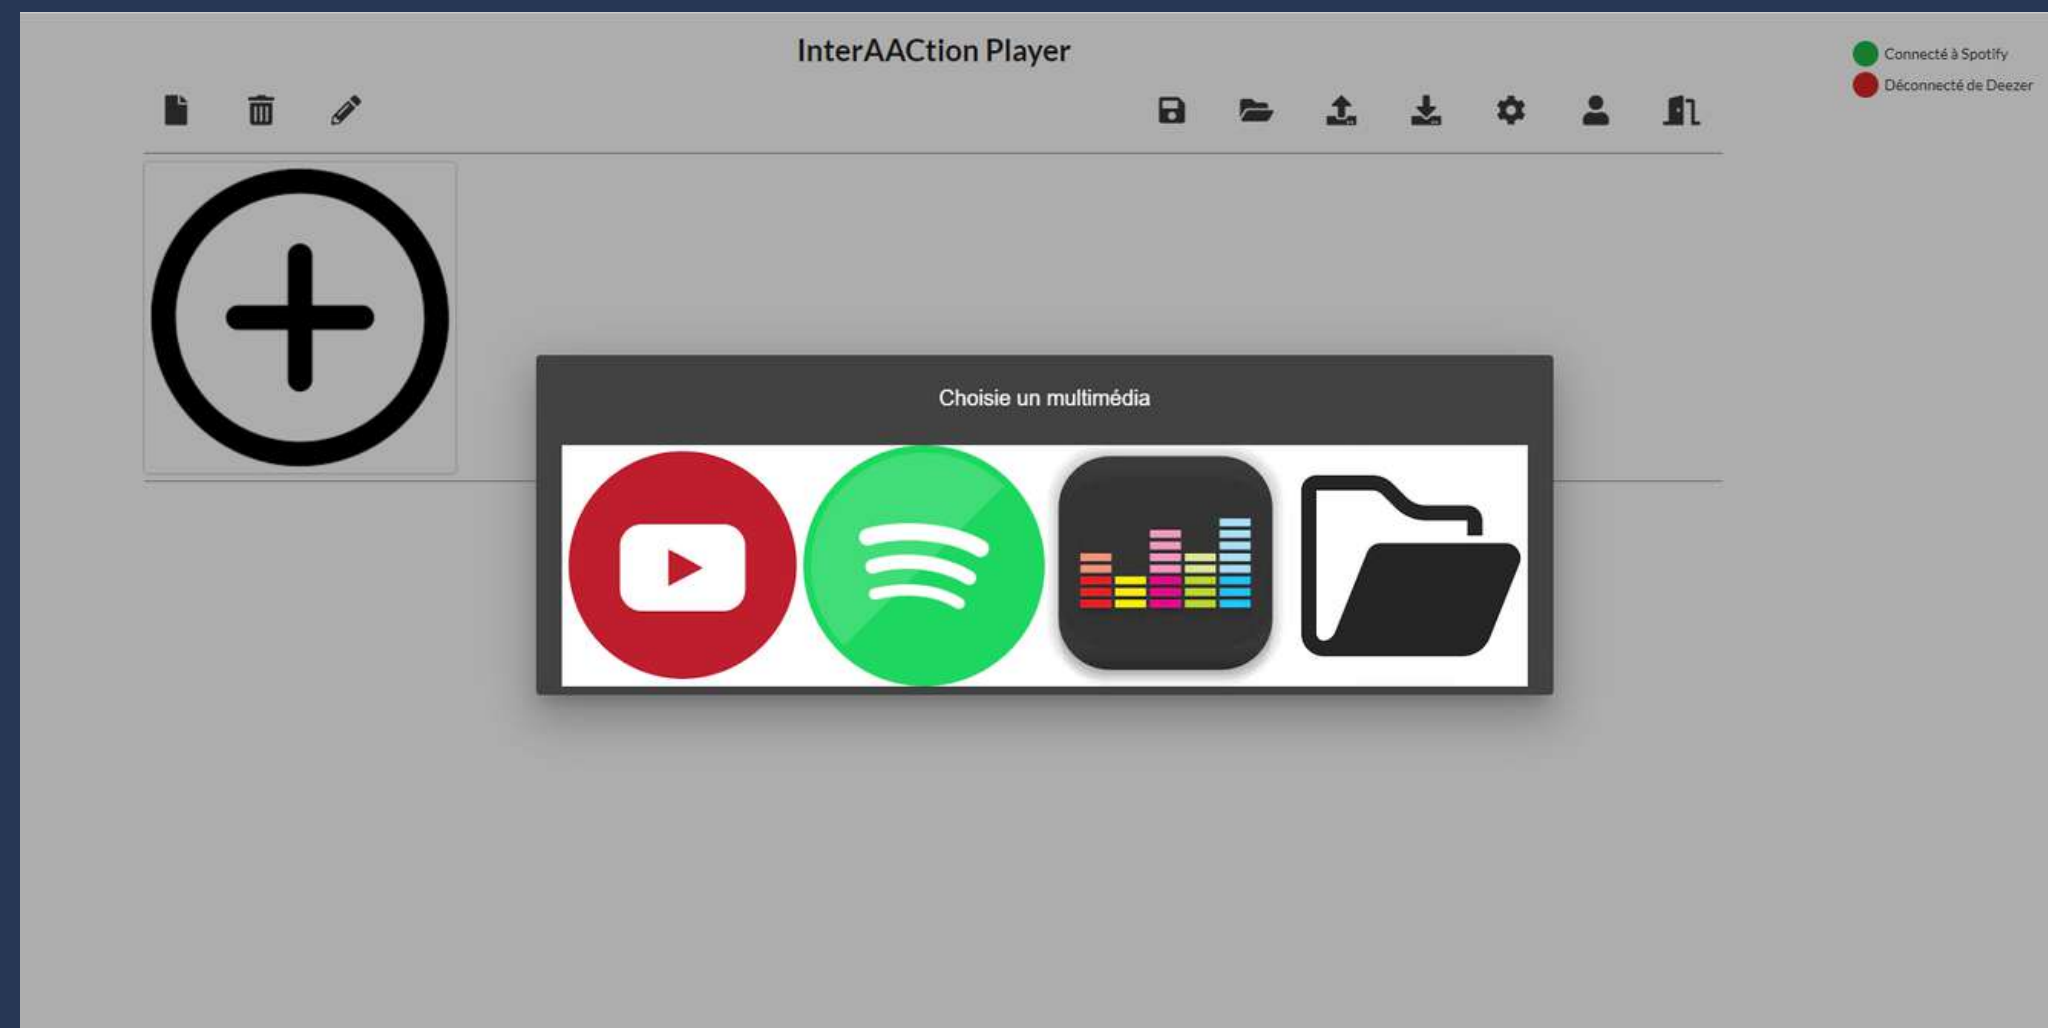 InterAACtion Player
Connecté à Spotify
Déconnecté de Deezer
Choisie un multimédia